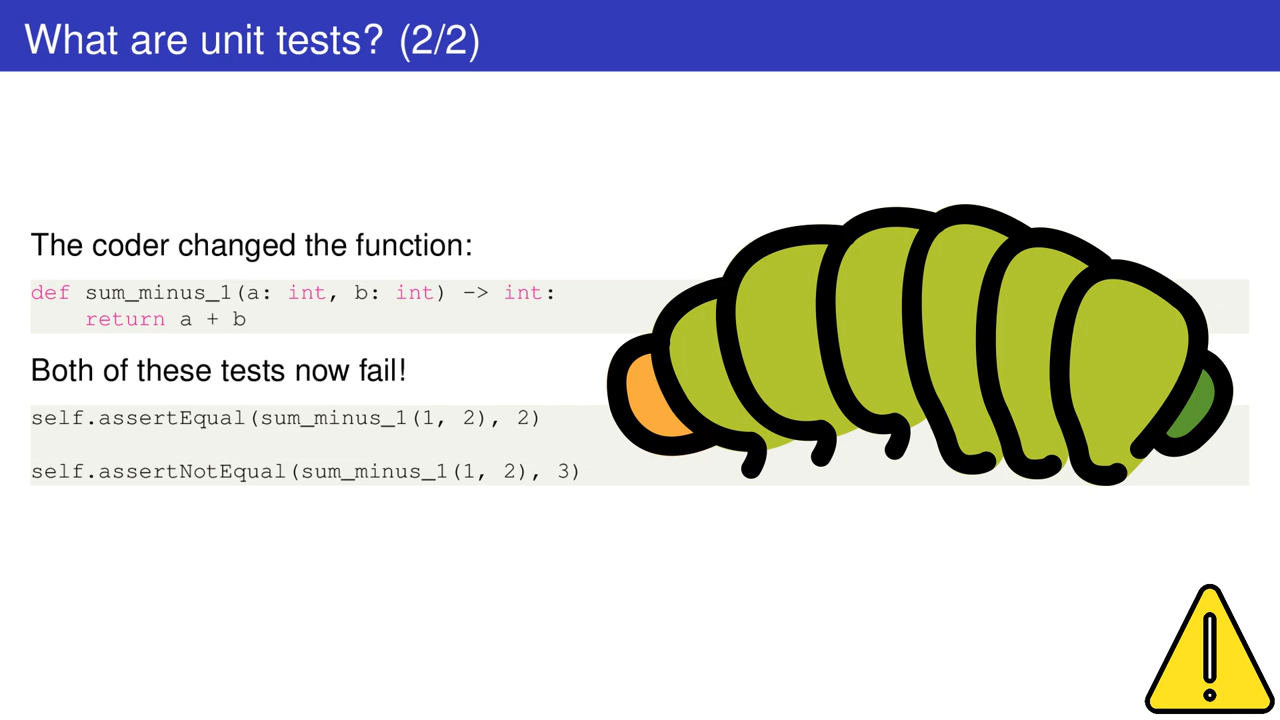 What are unit tests? (2/2)
The coder changed the function:
def sum_minus_1(a: int, b: int) -> int:
    return a + b
Both of these tests now fail!
self.assertEqual(sum_minus_1(1, 2), 2)
self.assertNotEqual(sum_minus_1(1, 2), 3)
!